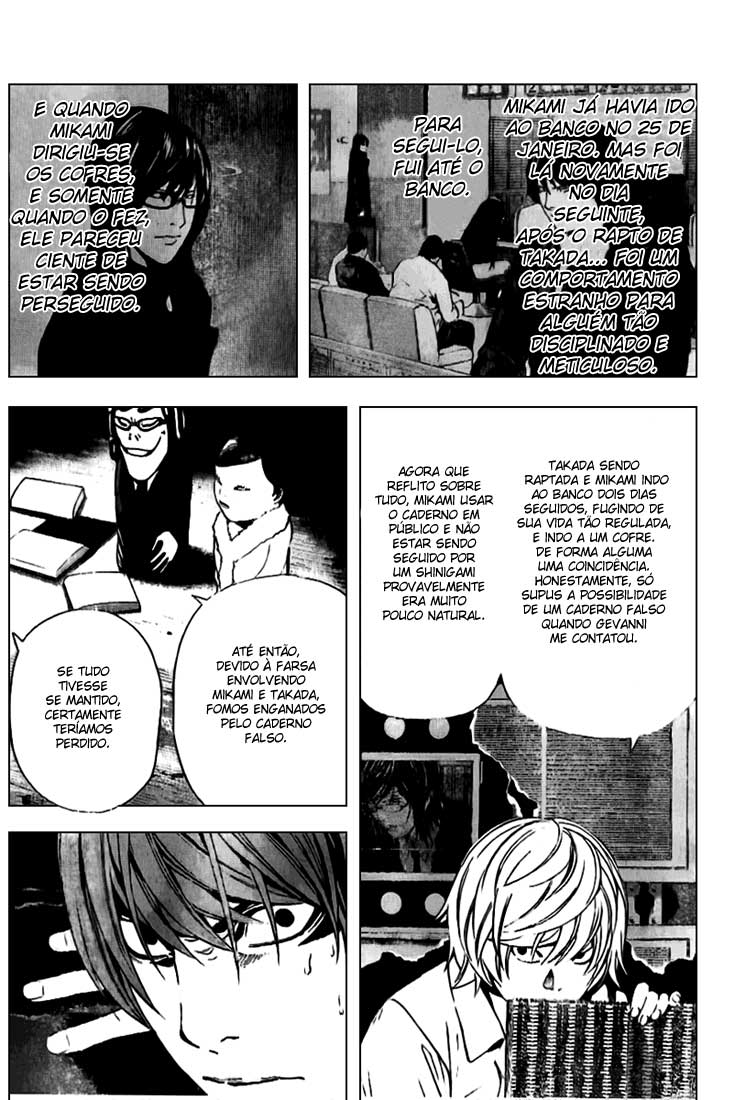 MIKAMI JÁ HAVIA IDO
AO BANCO NO 25 DE
JANEIRO. MAS FOI
LÁ NOVAMENTE
NO DIA
SEGUINTE,
APÓS O RAPTO DE
TAKADA... FOI UM
COMPORTAMENTO
ESTRANHO PARA
ALGUÉM TÃO
DISCIPLINADO E
METICULOSO.
PARA
SEGUI-LO,
FUI ATÉ O
BANCO.
E QUANDO
MIKAMI
DIRIGIU-SE
OS COFRES,
E SOMENTE
QUANDO O FEZ,
ELE PARECEU
CIENTE DE
ESTAR SENDO
PERSEGUIDO.
TAKADA SENDO
RAPTADA E MIKAMI INDO
AO BANCO DOIS DIAS
SEGUIDOS, FUGINDO DE
SUA VIDA TÃO REGULADA,
E INDO A UM COFRE.
DE FORMA ALGUMA
UMA COINCIDÊNCIA.
HONESTAMENTE, SÓ
SUPUS A POSSIBILIDADE
DE UM CADERNO FALSO
QUANDO GEVANNI
ME CONTATOU.
AGORA QUE
REFLITO SOBRE
TUDO, MIKAMI USAR
O CADERNO EM
PÚBLICO E NÃO
ESTAR SENDO
SEGUIDO POR
UM SHINIGAMI
PROVAVELMENTE
ERA MUITO
POUCO NATURAL.
ATÉ ENTÃO,
DEVIDO À FARSA
ENVOLVENDO
MIKAMI E TAKADA,
FOMOS ENGANADOS
PELO CADERNO
FALSO.
SE TUDO
TIVESSE
SE MANTIDO,
CERTAMENTE
TERÍAMOS
PERDIDO.